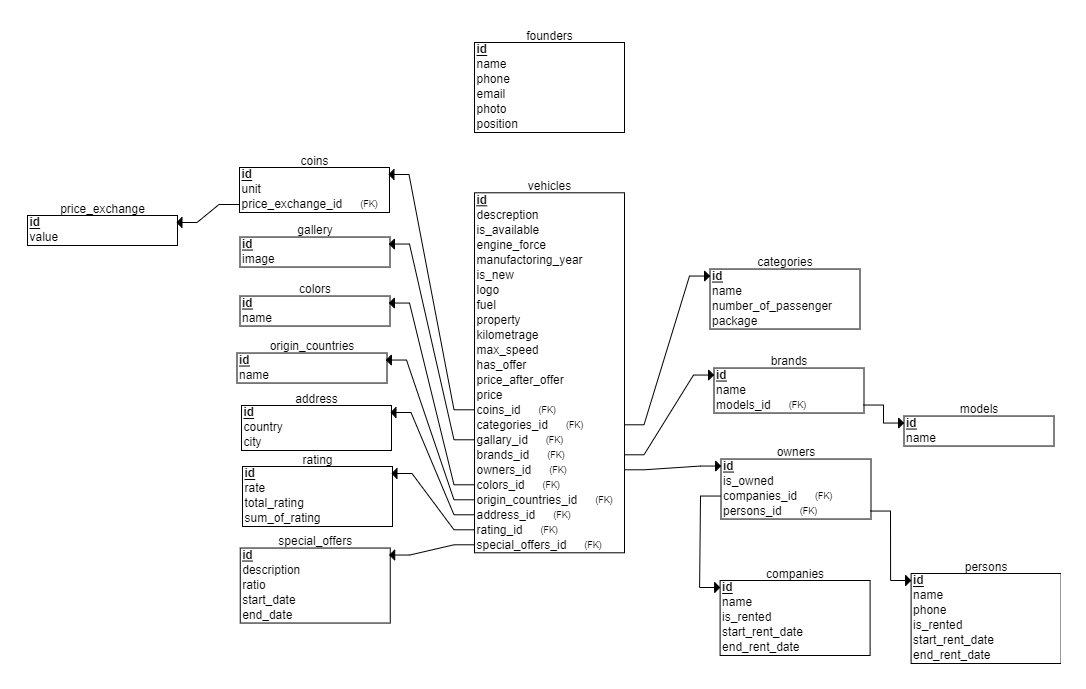 founders
id
name
phone
email
photo
position
coins
id
unit
price_exchange_id (FK)
price_exchange
id
value
gallery
id
image
colors
id
name
origin_countries
id
name
address
id
country
city
rating
id
rate
total_rating
sum_of_rating
special_offers
id
description
ratio
start_date
end_date
vehicles
id
descreption
is_available
engine_force
manufactoring_year
is_new
logo
fuel
property
kilometrage
max_speed
has_offer
price_after_offer
price
coins_id (FK)
categories_id (FK)
gallary_id (FK)
brands_id (FK)
owners_id (FK)
colors_id (FK)
origin_countries_id (FK)
address_id (FK)
rating_id (FK)
special_offers_id (FK)
categories
id
name
number_of_passenger
package
brands
id
name
models_id (FK)
models
id
name
owners
id
is_owned
companies_id (FK)
persons_id (FK)
companies
id
name
is_rented
start_rent_date
end_rent_date
persons
id
name
phone
is_rented
start_rent_date
end_rent_date